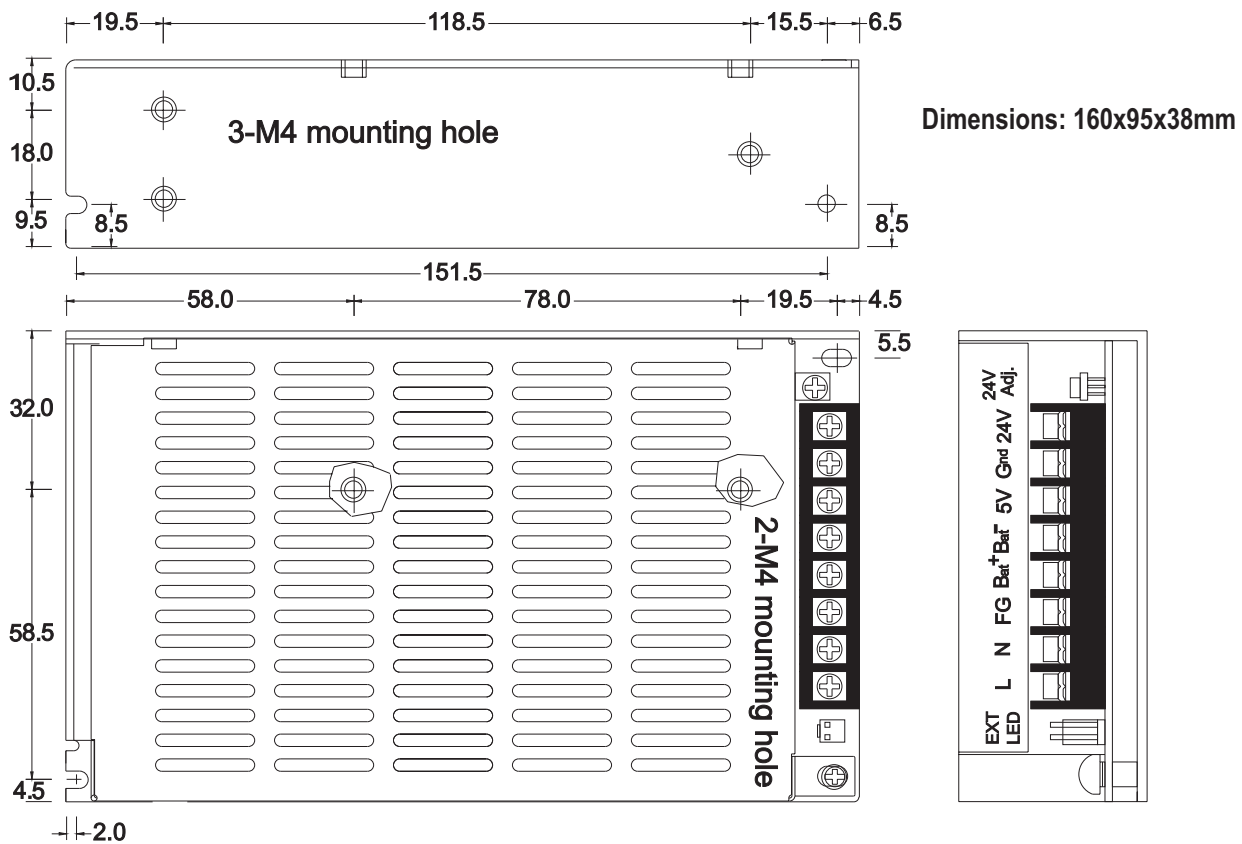 19.5 118.5 15.5 6.5
10.5
18.0
9.5
3-M4 mounting hole
Dimensions: 160x95x38mm
8.5
8.5
151.5
58.0 78.0 19.5 4.5
5.5
32.0
58.5
4.5
2.0
2-M4 mounting hole
24V Adj.
24V
Gnd
5V
Bat-
Bat+
FG
N
L
EXT LED